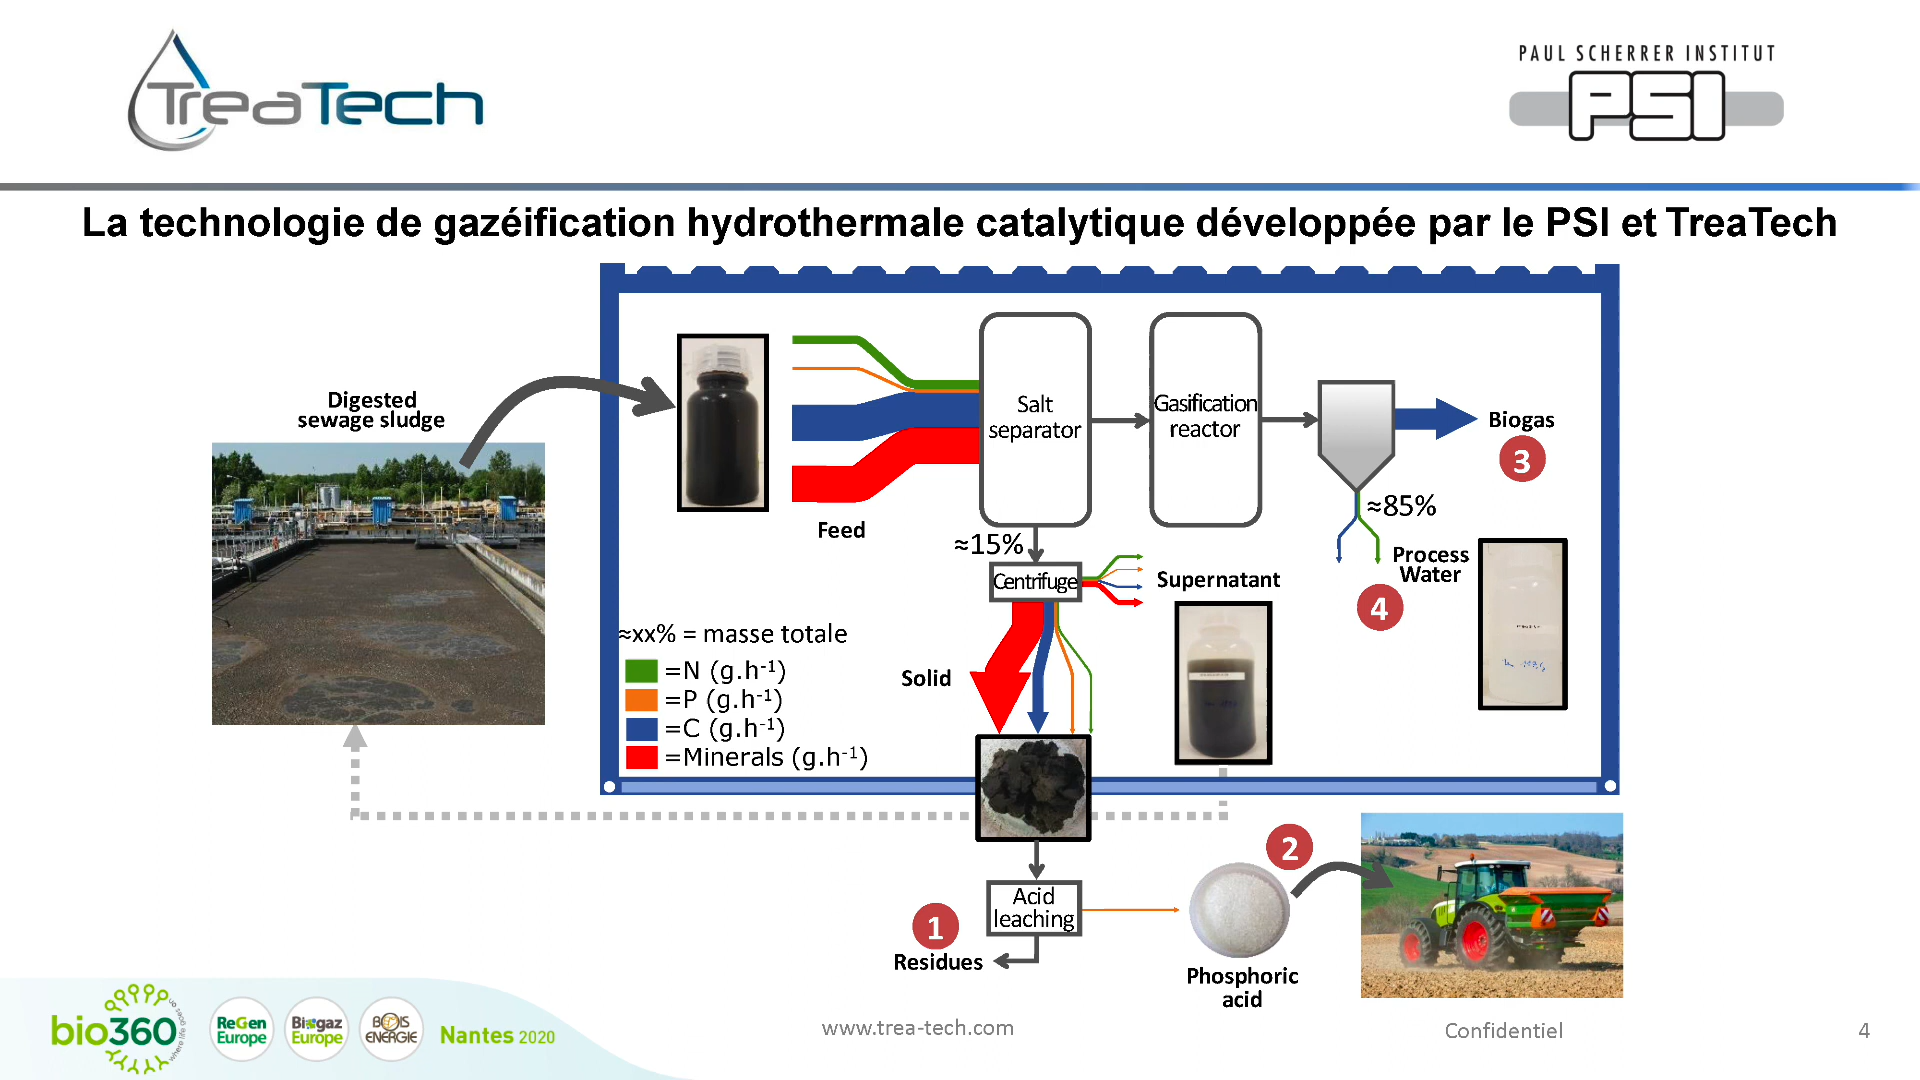 TreaTech
PAUL SCHERRER INSTITUT
PSI
La technologie de gazéification hydrothermale catalytique développée par le PSI et TreaTech
Digested
sewage sludge
Feed
Salt
separator
Gasification
reactor
Biogas
3
≈85%
Process
Water
4
≈15%
Centrifuge
Supernatant
≈xx% = masse totale
=N (g.h-1)
=P (g.h-1)
=C (g.h-1)
=Minerals (g.h-1)
Solid
Acid
leaching
1
Residues
2
Phosphoric
acid
bio360
ReGen
Europe
Biogaz
Europe
BOIS
ENERGIE
Nantes 2020
www.trea-tech.com
Confidentiel
4